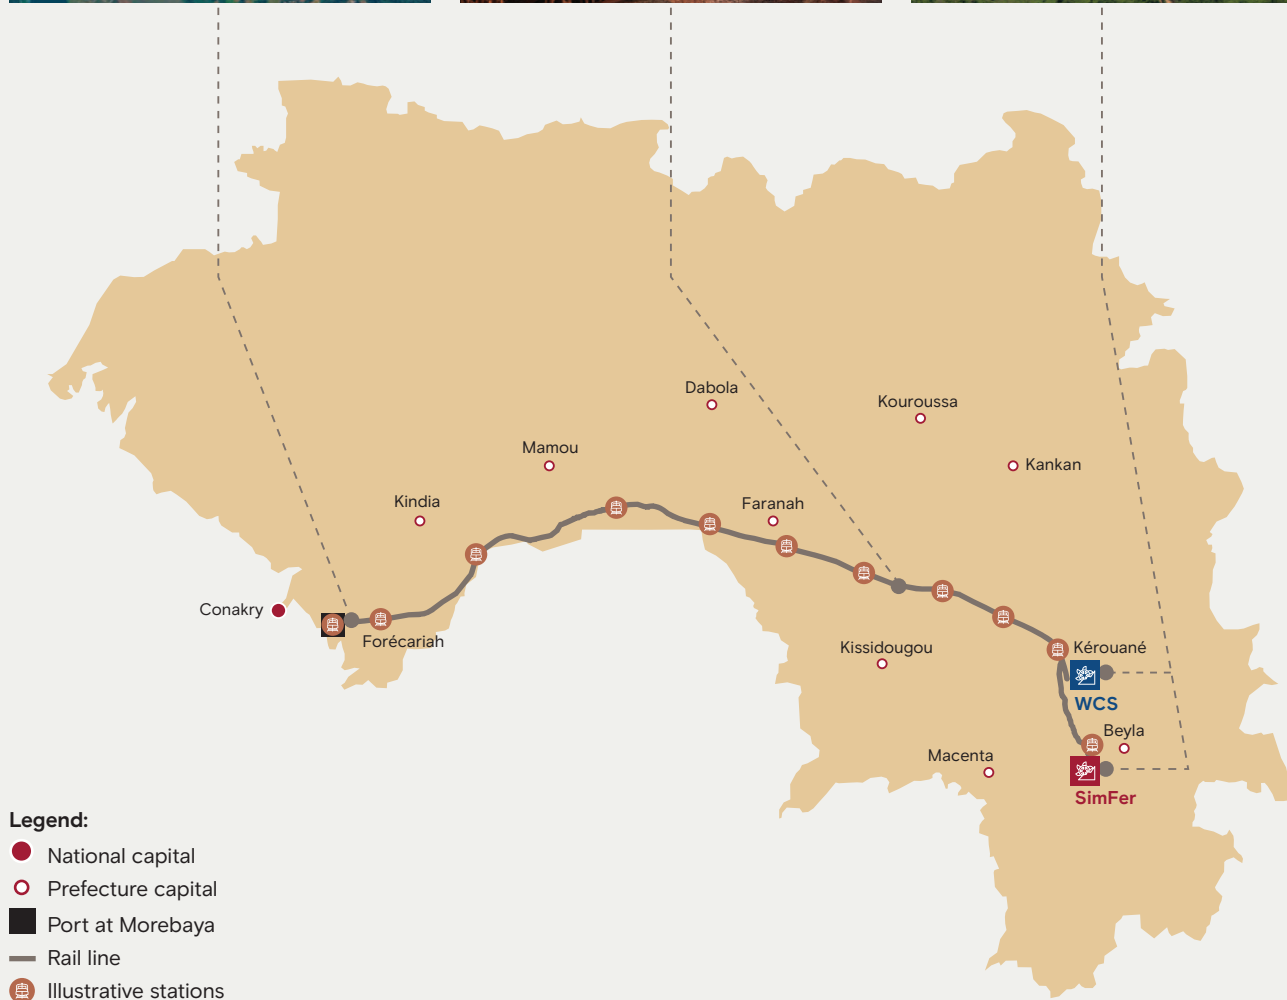 Dabola
Kouroussa
Mamou
Kankan
Kindia
Faranah
Conakry
Forécariah
Kissidougou
Kérouané
WCS
Beyla
Macenta
SimFer
Legend:
National capital
Prefecture capital
Port at Morebaya
Rail line
Illustrative stations